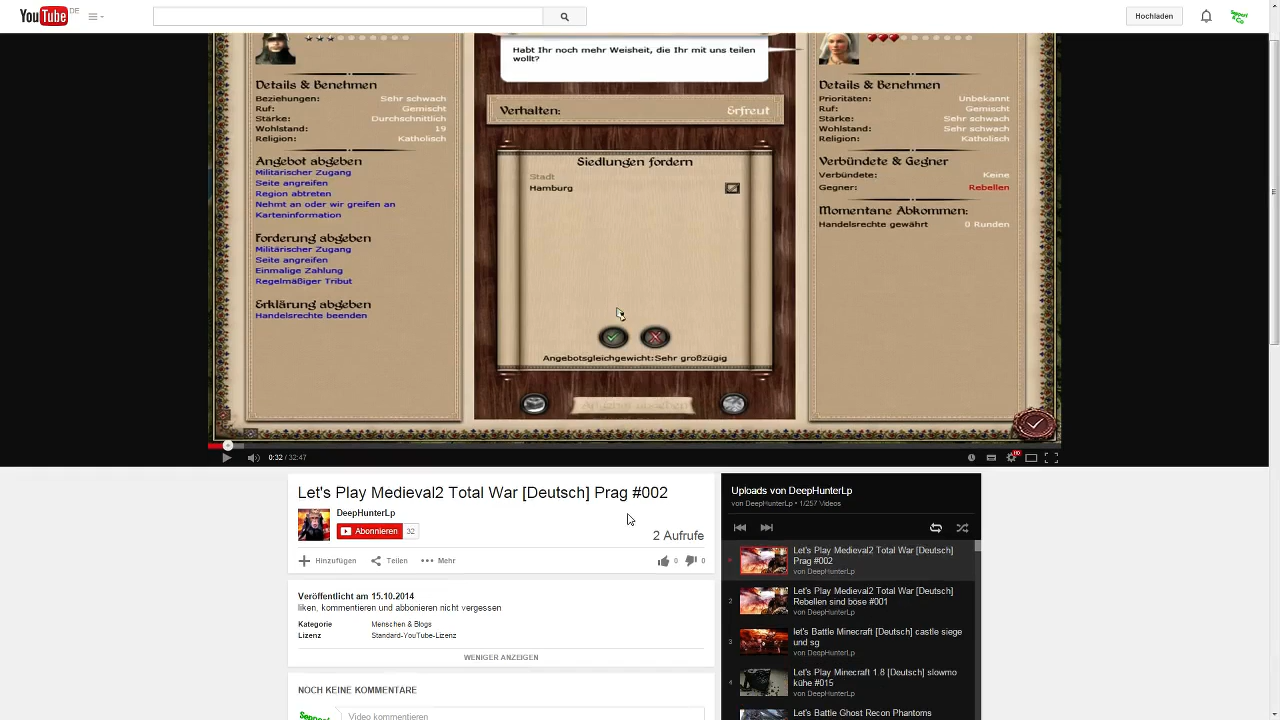 YouTube DE
Hochladen
Habt Ihr noch mehr Weisheit, die Ihr mit uns teilen
wollt?
Details & Benehmen
Beziehungen: Sehr schwach
Ruf: Gemischt
Stärke: Durchschnittlich
Wohlstand: 19
Religion: Katholisch
Angebot abgeben
Militärischer Zugang
Seite angreifen
Region abtreten
Nehmt an oder wir greifen an
Karteninformation
Forderung abgeben
Militärischer Zugang
Seite angreifen
Einmalige Zahlung
Regelmäßiger Tribut
Erklärung abgeben
Handelsrechte beenden
Verhalten: Erfreut
Siedlungen fordern
Stadt
Hamburg
Angebotsgleichgewicht:Sehr großzügig
Details & Benehmen
Prioritäten: Unbekannt
Ruf: Gemischt
Stärke: Sehr schwach
Wohlstand: Sehr schwach
Religion: Katholisch
Verbündete & Gegner
Verbündete: Keine
Gegner: Rebellen
Momentane Abkommen:
Handelsrechte gewährt 0 Runden
0:32 / 32:47
HD
Let's Play Medieval2 Total War [Deutsch] Prag #002
DeepHunterLp
Abonnieren 32
2 Aufrufe
Hinzufügen Teilen Mehr 0 0
Veröffentlicht am 15.10.2014
liken, kommentieren und abbonieren nicht vergessen
Kategorie Menschen & Blogs
Lizenz Standard-YouTube-Lizenz
WENIGER ANZEIGEN
NOCH KEINE KOMMENTARE
Video kommentieren
Uploads von DeepHunterLp
von DeepHunterLp • 1/257 Videos
Let's Play Medieval2 Total War [Deutsch]
Prag #002
von DeepHunterLp
2
Let's Play Medieval2 Total War [Deutsch]
Rebellen sind böse #001
von DeepHunterLp
3
let's Battle Minecraft [Deutsch] castle siege
und sg
von DeepHunterLp
4
Let's Play Minecraft 1.8 [Deutsch] slowmo
kühe #015
von DeepHunterLp
Let's Battle Ghost Recon Phantoms